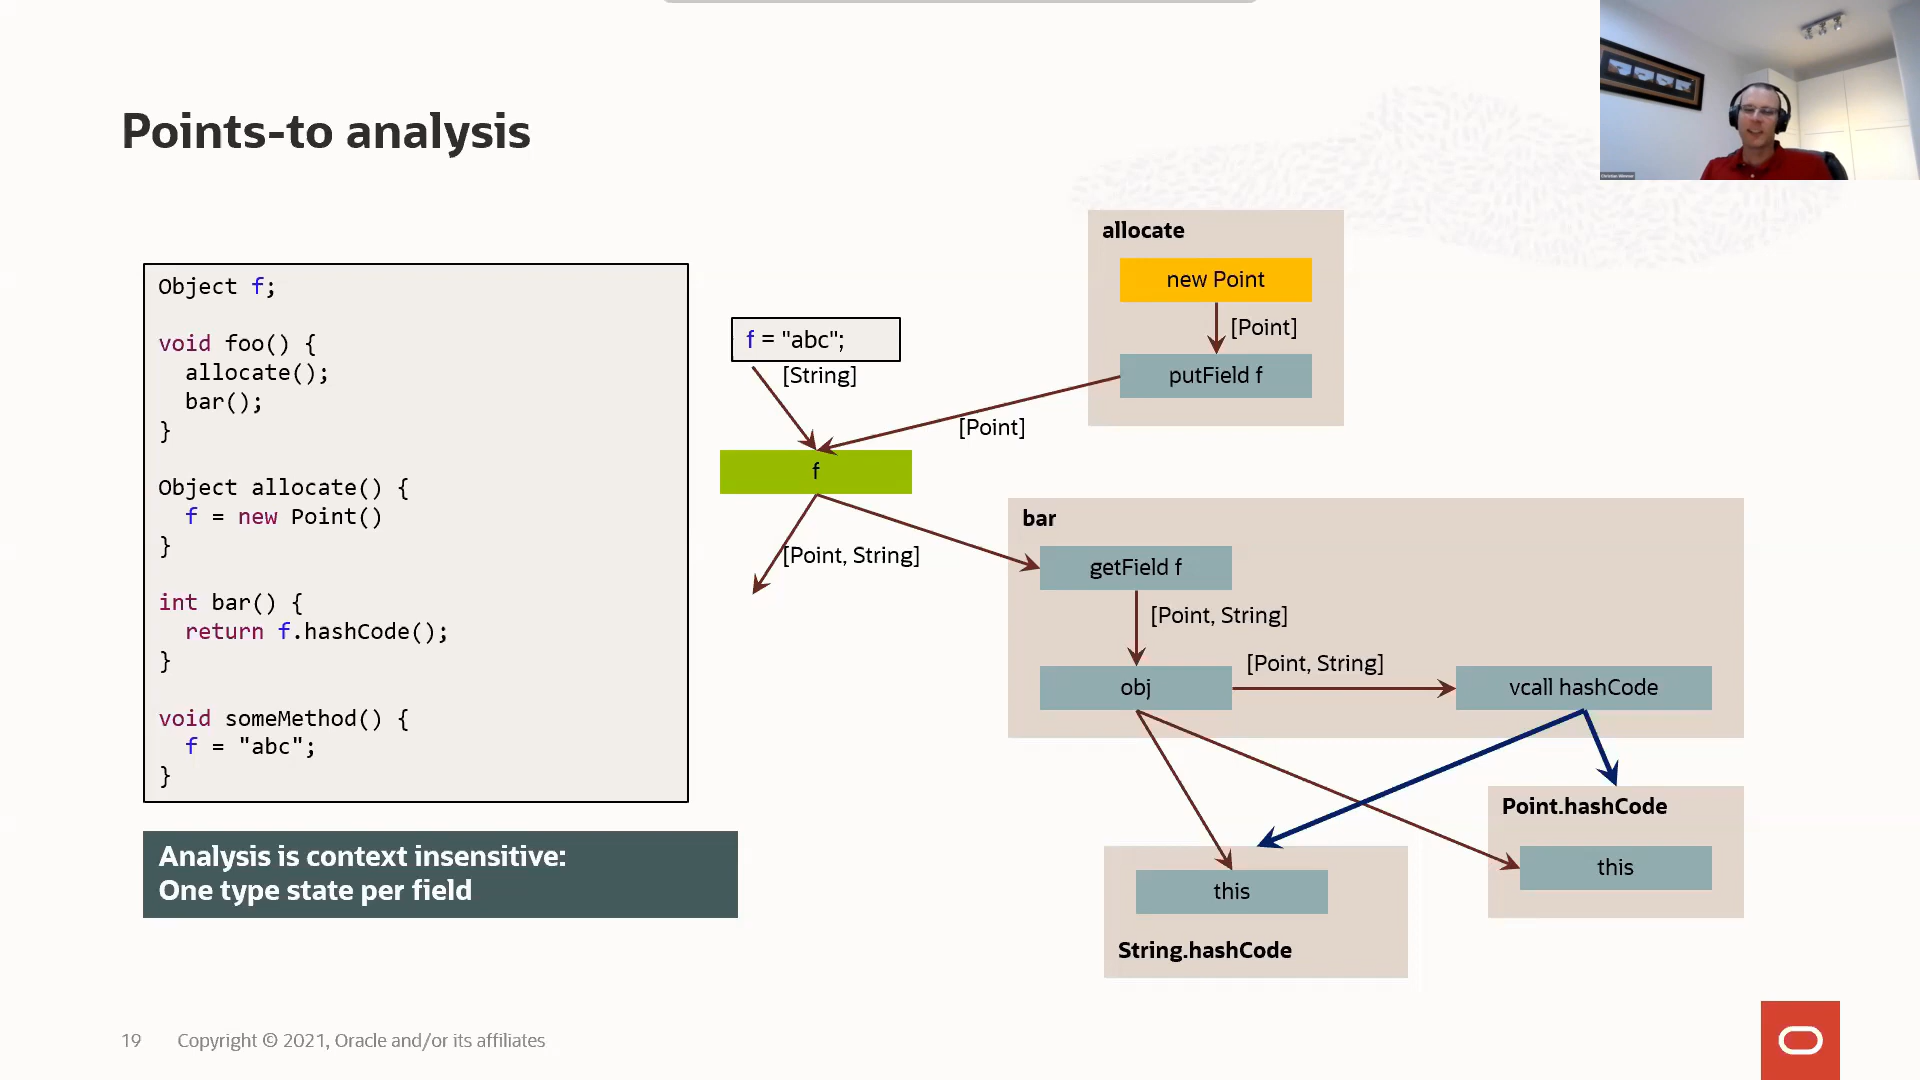 Points-to analysis
Object f;
void foo() {
allocate();
bar();
}
Object allocate() {
f = new Point()
}
int bar() {
return f.hashCode();
}
void someMethod() {
f = "abc";
}
Analysis is context insensitive:
One type state per field
f = "abc";
[String]
f
[Point, String]
allocate
new Point
[Point]
putField f
[Point]
bar
getField f
[Point, String]
obj
[Point, String]
vcall hashCode
Point.hashCode
this
this
String.hashCode
19
Copyright © 2021, Oracle and/or its affiliates
Christian Wimmer